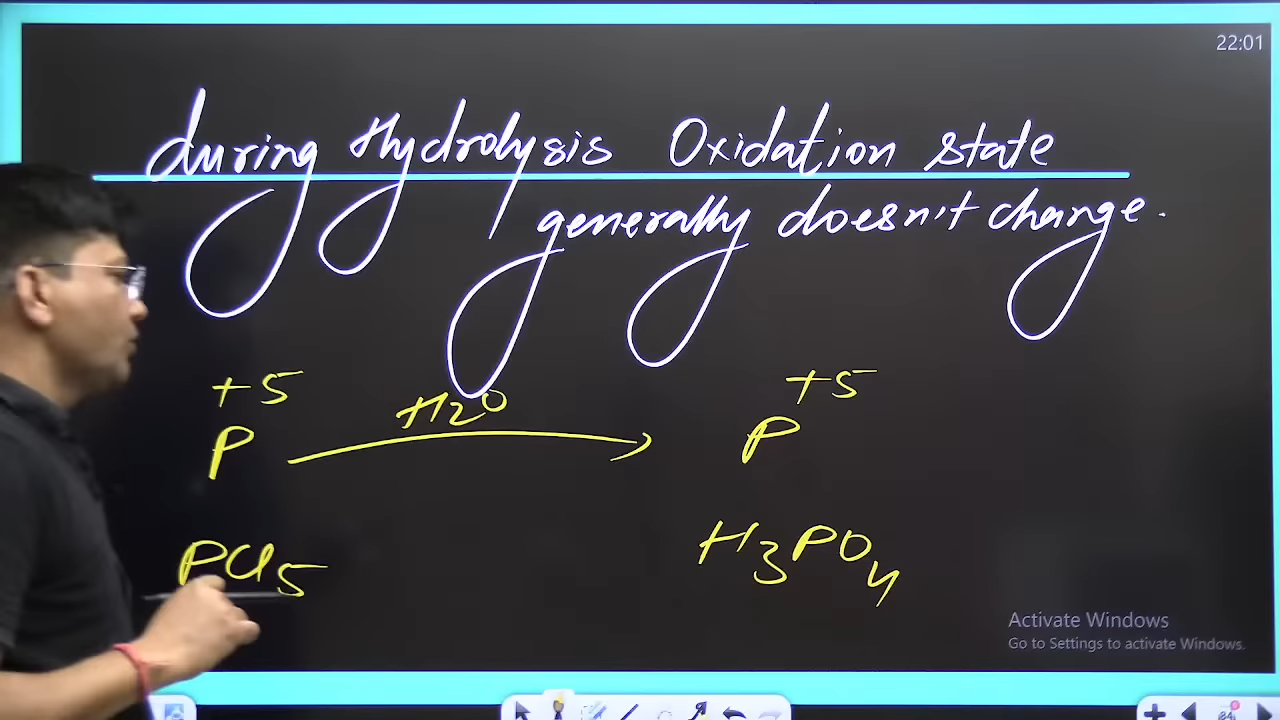 22:01
during Hydrolysis Oxidation state
generally doesn't change.
+5 H2O +5
P P
PCl5 H3PO4
Activate Windows
Go to Settings to activate Windows.